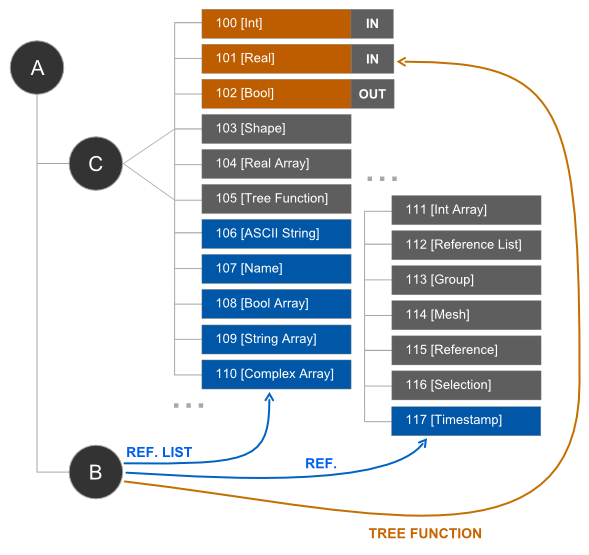 A
C
B
100 [Int] IN
101 [Real] IN
102 [Bool] OUT
103 [Shape]
104 [Real Array]
105 [Tree Function]
106 [ASCII String]
107 [Name]
108 [Bool Array]
109 [String Array]
110 [Complex Array]
...
...
111 [Int Array]
112 [Reference List]
113 [Group]
114 [Mesh]
115 [Reference]
116 [Selection]
117 [Timestamp]
REF. LIST
REF.
TREE FUNCTION